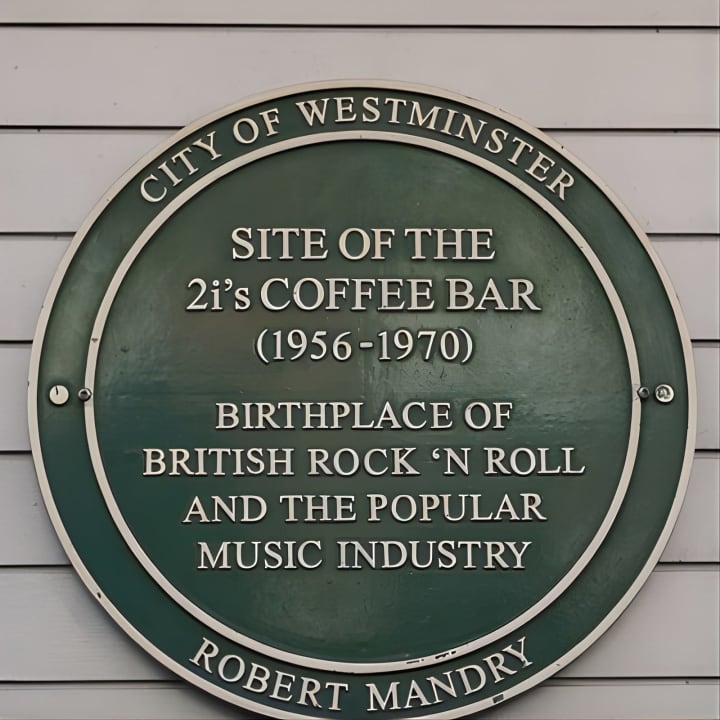 CITY OF WESTMINSTER
SITE OF THE
2i's COFFEE BAR
(1956-1970)
BIRTHPLACE OF
BRITISH ROCK ‘N ROLL
AND THE POPULAR
MUSIC INDUSTRY
ROBERT MANDRY